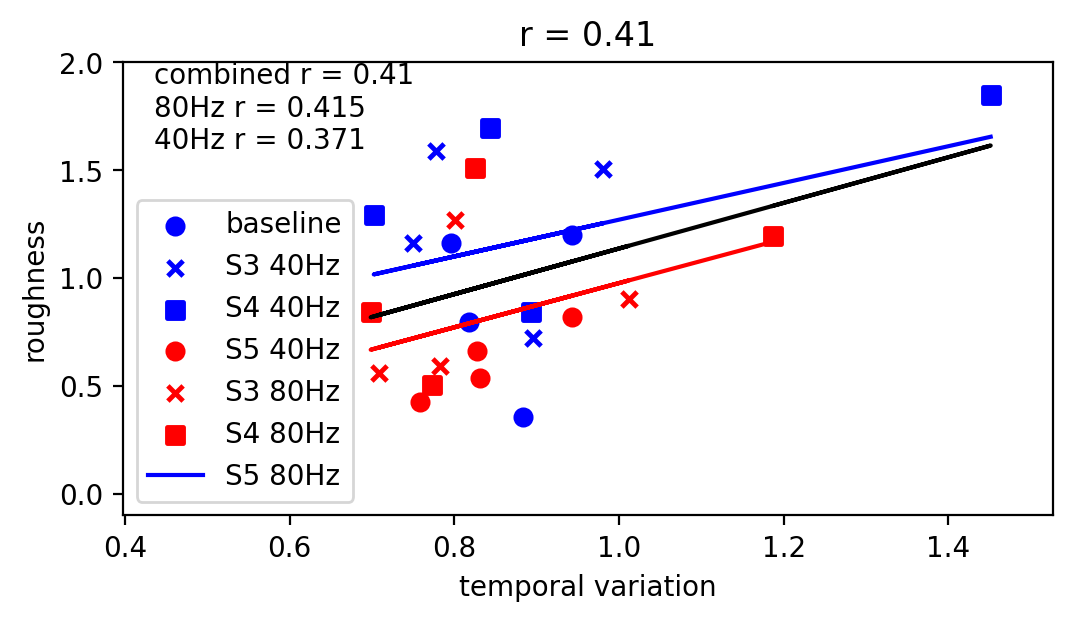 r = 0.41
combined r = 0.41
80Hz r = 0.415
40Hz r = 0.371
baseline
S3 40Hz
S4 40Hz
S5 40Hz
S3 80Hz
S4 80Hz
S5 80Hz
2.0
1.5
1.0
0.5
0.0
roughness
0.4 0.6 0.8 1.0 1.2 1.4
temporal variation